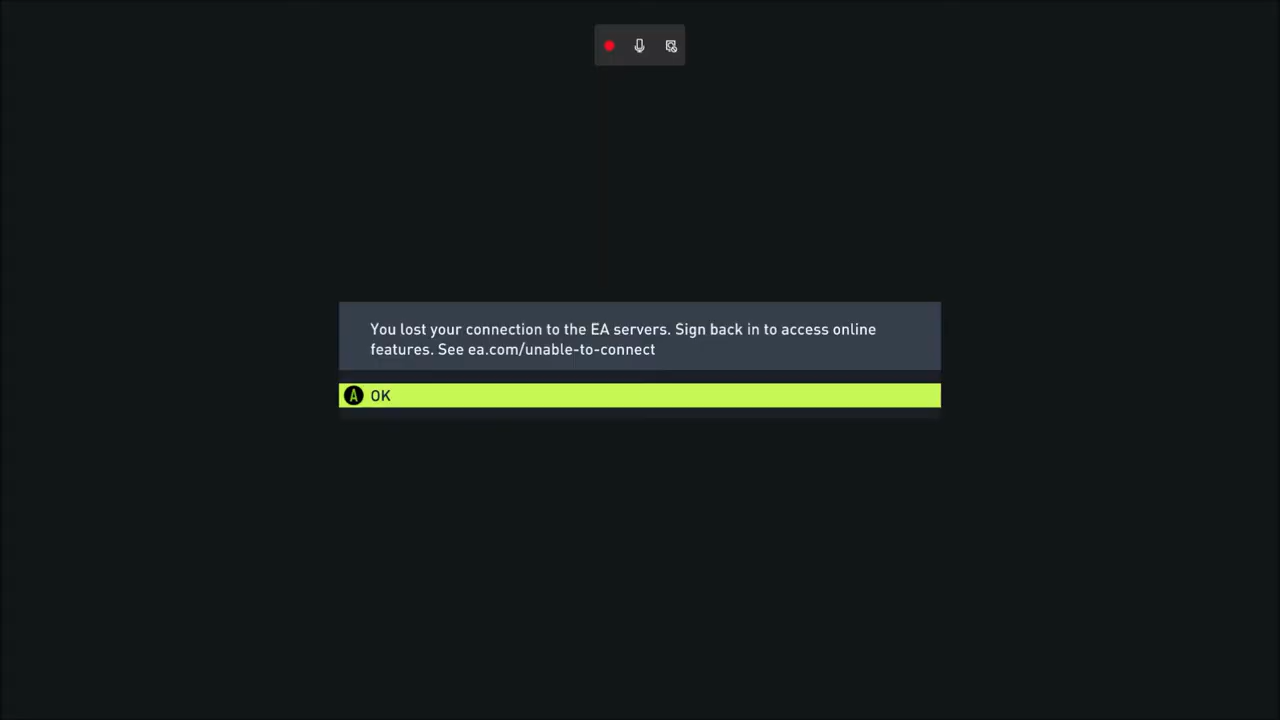 You lost your connection to the EA servers. Sign back in to access online
features. See ea.com/unable-to-connect
A OK